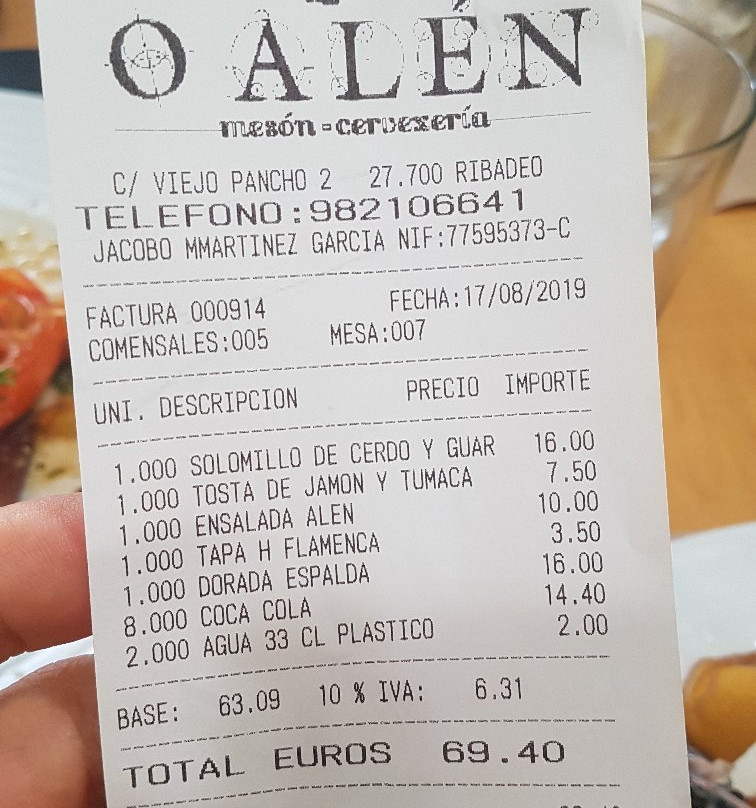 O ALÉN
mesón-cervexería
C/ VIEJO PANCHO 2 27.700 RIBADEO
TELEFONO:982106641
JACOBO MMARTINEZ GARCIA NIF:77595373-C
FACTURA 000914 FECHA:17/08/2019
COMENSALES:005 MESA:007
UNI. DESCRIPCION PRECIO IMPORTE
1.000 SOLOMILLO DE CERDO Y GUAR 16.00
1.000 TOSTA DE JAMON Y TUMACA 7.50
1.000 ENSALADA ALEN 10.00
1.000 TAPA H FLAMENCA 3.50
1.000 DORADA ESPALDA 16.00
8.000 COCA COLA 14.40
2.000 AGUA 33 CL PLASTICO 2.00
BASE: 63.09 10 % IVA: 6.31
TOTAL EUROS 69.40